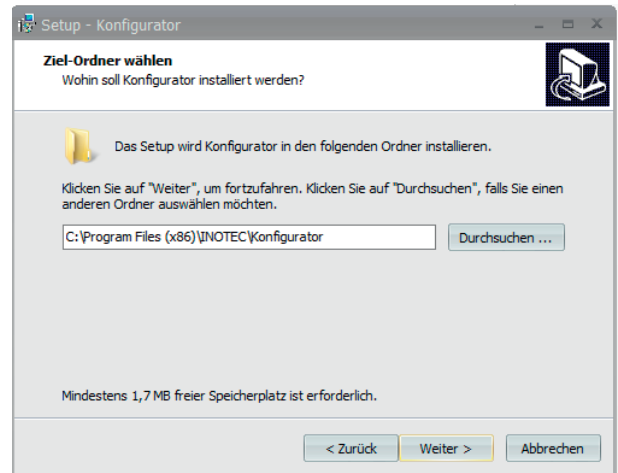 Setup - Konfigurator
Ziel-Ordner wählen
Wohin soll Konfigurator installiert werden?
Das Setup wird Konfigurator in den folgenden Ordner installieren.
Klicken Sie auf "Weiter", um fortzufahren. Klicken Sie auf "Durchsuchen", falls Sie einen
anderen Ordner auswählen möchten.
C:\Program Files (x86)\INOTEC\Konfigurator
Durchsuchen ...
Mindestens 1,7 MB freier Speicherplatz ist erforderlich.
< Zurück
Weiter >
Abbrechen